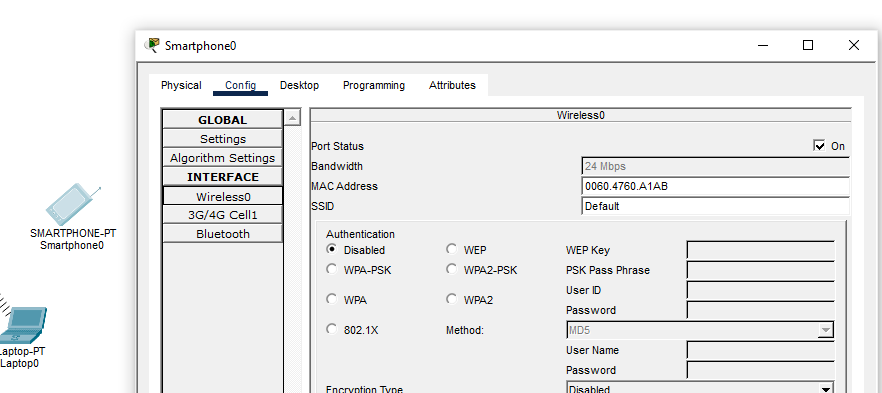 Smartphone0
Physical Config Desktop Programming Attributes
GLOBAL
Settings
Algorithm Settings
INTERFACE
Wireless0
3G/4G Cell1
Bluetooth
Wireless0
Port Status On
Bandwidth 24 Mbps
MAC Address 0060.4760.A1AB
SSID Default
Authentication
Disabled WEP WEP Key
WPA-PSK WPA2-PSK PSK Pass Phrase
User ID
WPA WPA2
Password
802.1X Method: MD5
User Name
Password
Encryption Type Disabled
SMARTPHONE-PT
Smartphone0
Laptop-PT
Laptop0